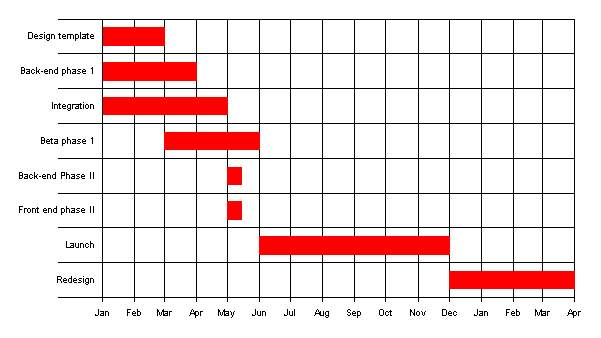 Design template
Back-end phase 1
Integration
Beta phase 1
Back-end Phase II
Front end phase II
Launch
Redesign
Jan Feb Mar Apr May Jun Jul Aug Sep Oct Nov Dec Jan Feb Mar Apr